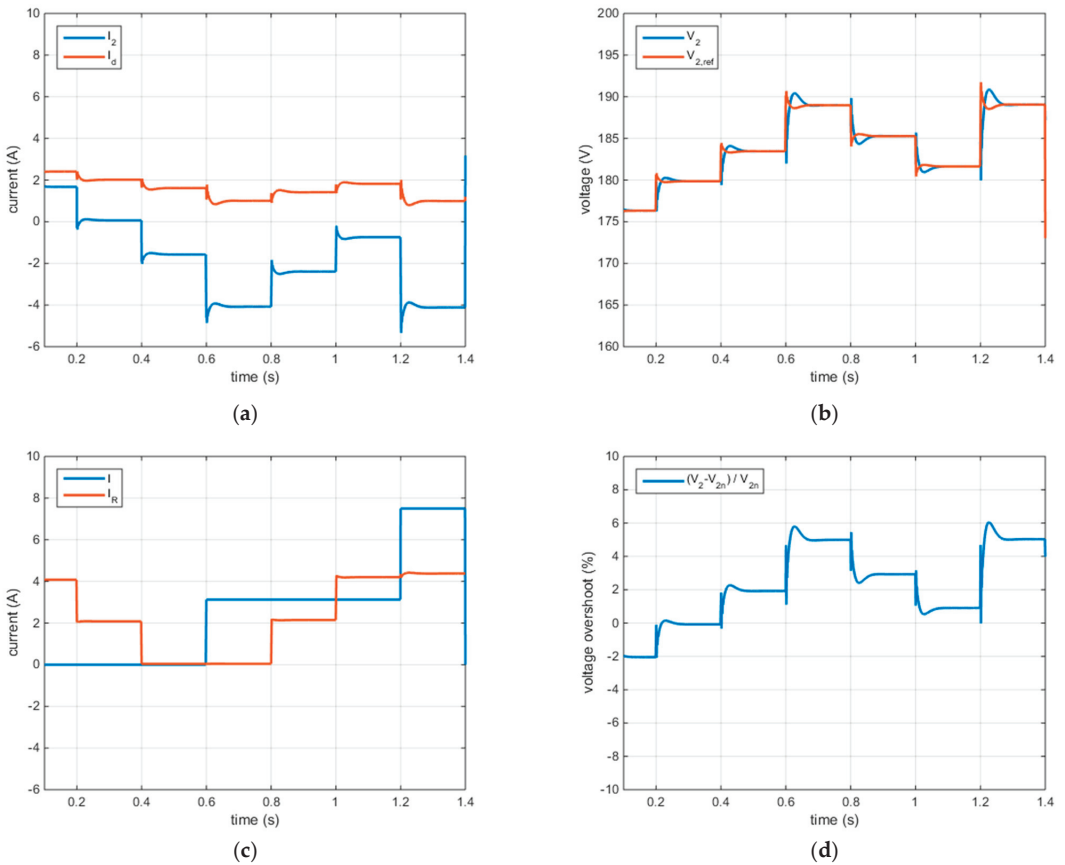 10
8
6
4
2
0
-2
-4
-6
0.2 0.4 0.6 0.8 1 1.2 1.4
current (A)
time (s)
I2
Id
(a)
200
195
190
185
180
175
170
165
160
0.2 0.4 0.6 0.8 1 1.2 1.4
voltage (V)
time (s)
V2
V2,ref
(b)
10
8
6
4
2
0
-2
-4
-6
0.2 0.4 0.6 0.8 1 1.2 1.4
current (A)
time (s)
I
IR
(c)
10
8
6
4
2
0
-2
-4
-6
-8
-10
0.2 0.4 0.6 0.8 1 1.2 1.4
voltage overshoot (%)
time (s)
(V2-V2n) / V2n
(d)